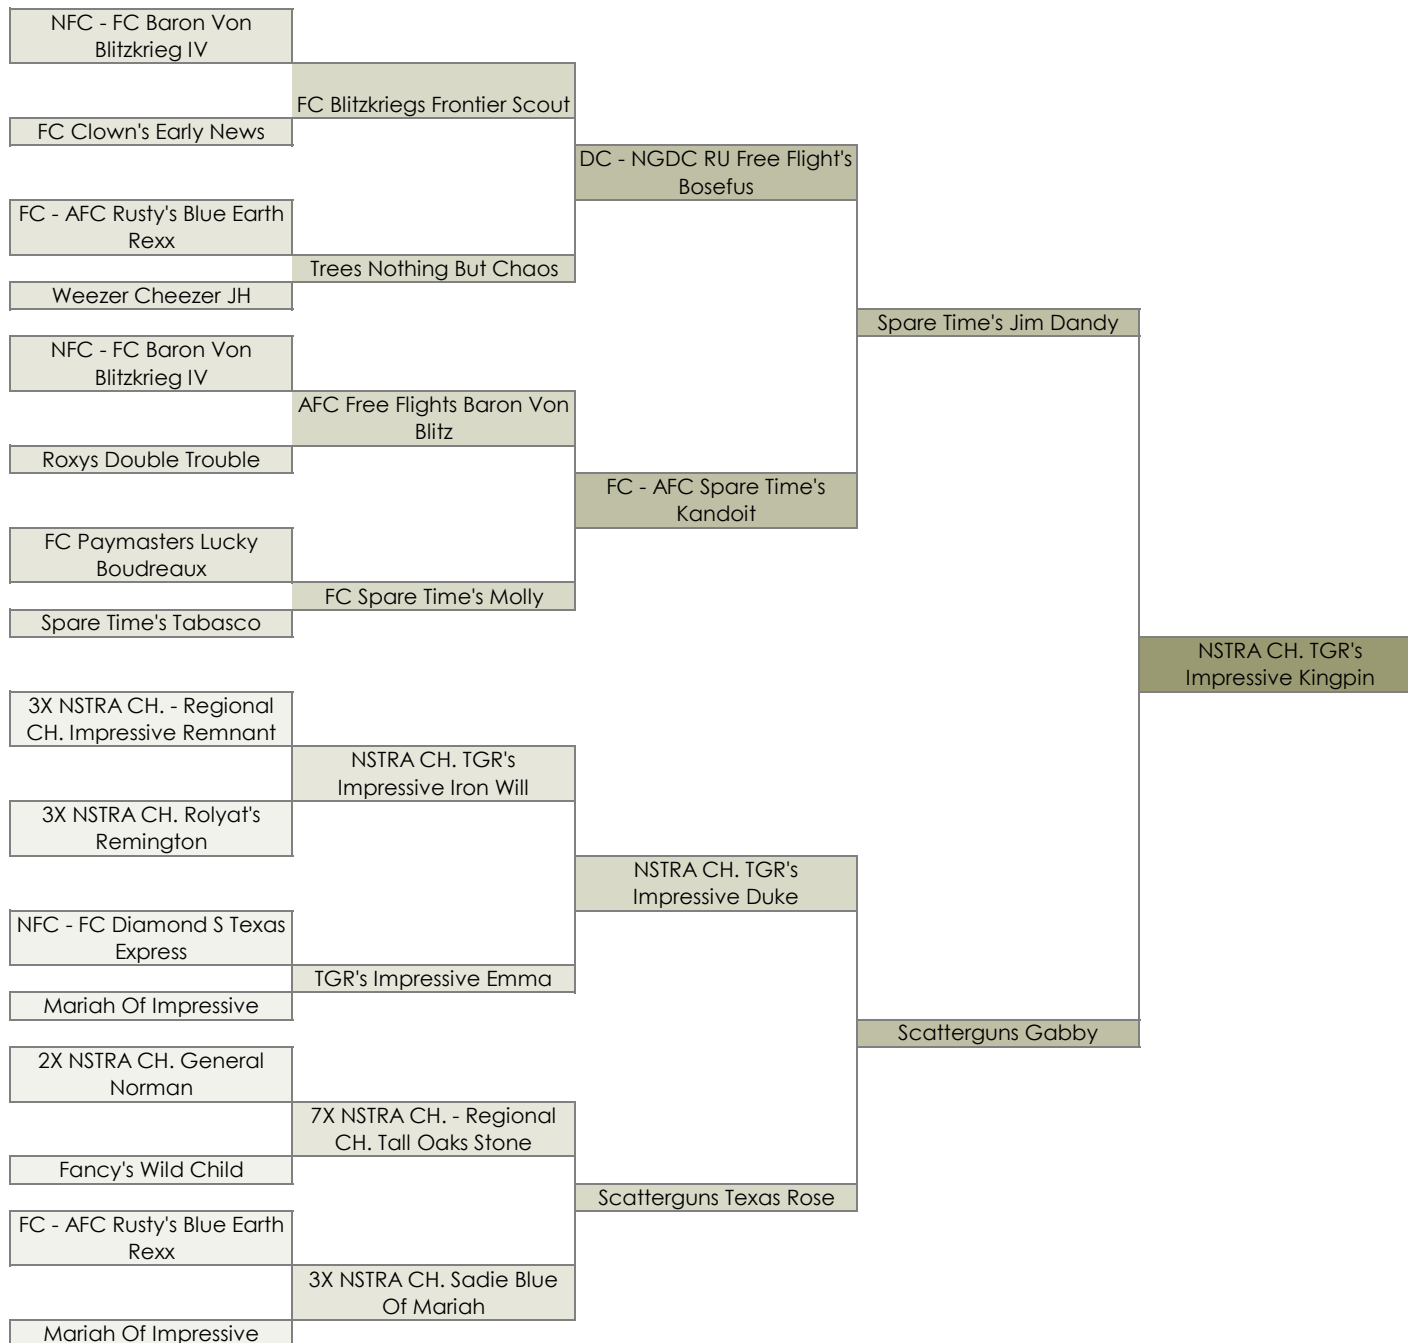 NFC - FC Baron Von
Blitzkrieg IV
FC Blitzkriegs Frontier Scout
FC Clown's Early News
DC - NGDC RU Free Flight's
Bosefus
FC - AFC Rusty's Blue Earth
Rexx
Trees Nothing But Chaos
Weezer Cheezer JH
Spare Time's Jim Dandy
NFC - FC Baron Von
Blitzkrieg IV
AFC Free Flights Baron Von
Blitz
Roxys Double Trouble
FC - AFC Spare Time's
Kandoit
FC Paymasters Lucky
Boudreaux
FC Spare Time's Molly
Spare Time's Tabasco
NSTRA CH. TGR's
Impressive Kingpin
3X NSTRA CH. - Regional
CH. Impressive Remnant
NSTRA CH. TGR's
Impressive Iron Will
3X NSTRA CH. Rolyat's
Remington
NSTRA CH. TGR's
Impressive Duke
NFC - FC Diamond S Texas
Express
TGR's Impressive Emma
Mariah Of Impressive
Scatterguns Gabby
2X NSTRA CH. General
Norman
7X NSTRA CH. - Regional
CH. Tall Oaks Stone
Fancy's Wild Child
Scatterguns Texas Rose
FC - AFC Rusty's Blue Earth
Rexx
3X NSTRA CH. Sadie Blue
Of Mariah
Mariah Of Impressive